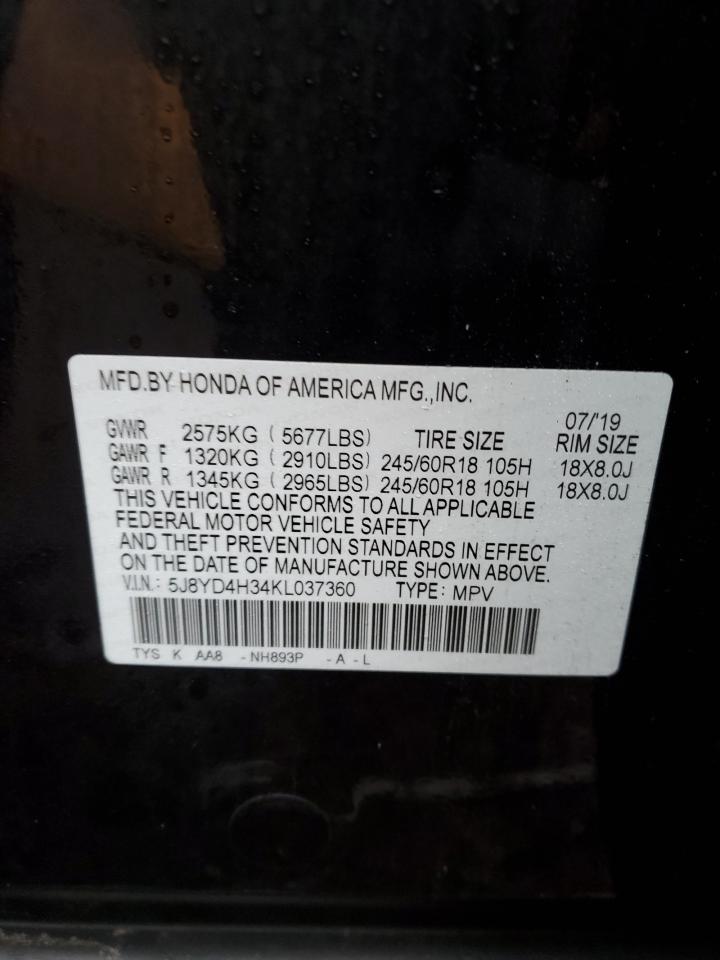 MFD.BY HONDA OF AMERICA MFG.,INC.
07/'19
GVWR 2575KG ( 5677LBS) TIRE SIZE RIM SIZE
GAWR F 1320KG ( 2910LBS) 245/60R18 105H 18X8.0J
GAWR R 1345KG ( 2965LBS) 245/60R18 105H 18X8.0J
THIS VEHICLE CONFORMS TO ALL APPLICABLE
FEDERAL MOTOR VEHICLE SAFETY
AND THEFT PREVENTION STANDARDS IN EFFECT
ON THE DATE OF MANUFACTURE SHOWN ABOVE.
V.I.N.: 5J8YD4H34KL037360 TYPE: MPV
TYS K AA8 -NH893P -A -L